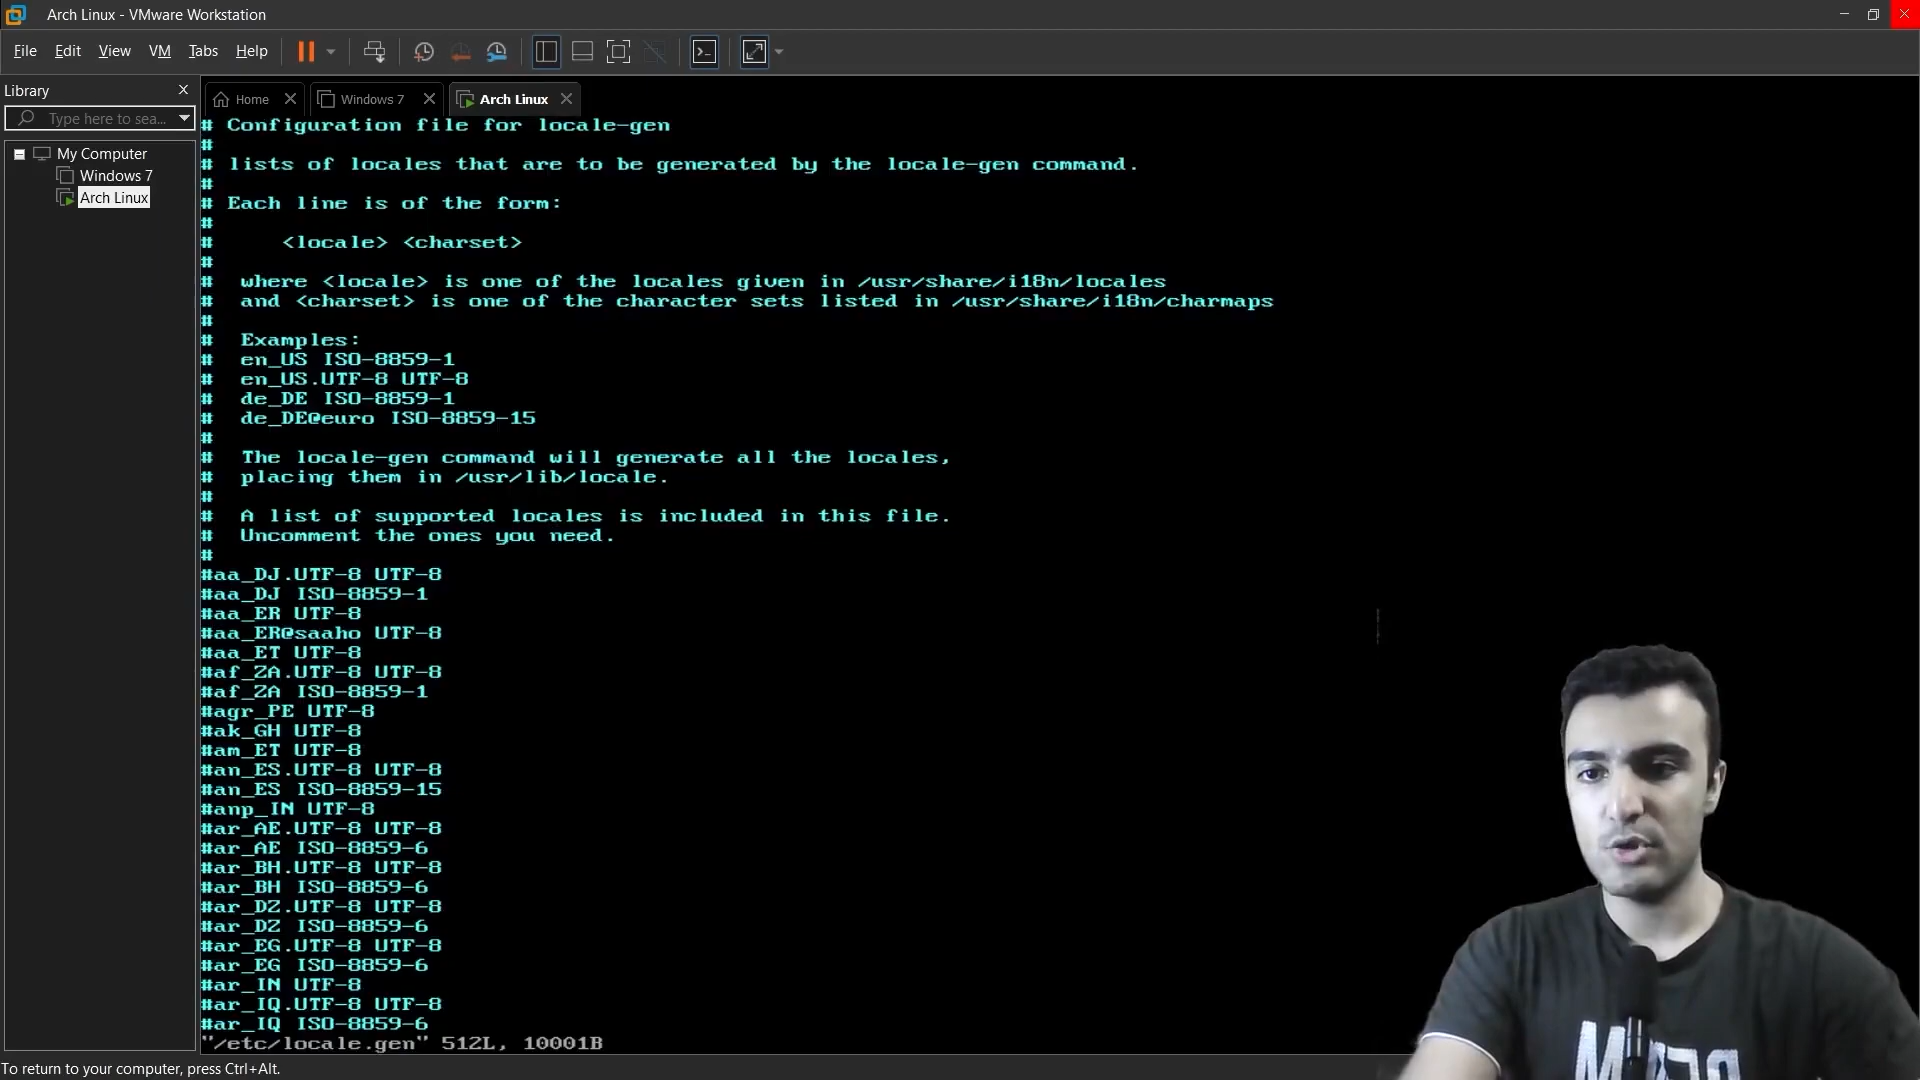 Arch Linux - VMware Workstation
File Edit View VM Tabs Help
Library
Home
Windows 7
Arch Linux
Type here to sea...
My Computer
Windows 7
Arch Linux
# Configuration file for locale-gen
#
# lists of locales that are to be generated by the locale-gen command.
#
# Each line is of the form:
#
# <locale> <charset>
#
# where <locale> is one of the locales given in /usr/share/i18n/locales
# and <charset> is one of the character sets listed in /usr/share/i18n/charmaps
#
# Examples:
# en_US ISO-8859-1
# en_US.UTF-8 UTF-8
# de_DE ISO-8859-1
# de_DE@euro ISO-8859-15
#
# The locale-gen command will generate all the locales,
# placing them in /usr/lib/locale.
#
# A list of supported locales is included in this file.
# Uncomment the ones you need.
#
#aa_DJ.UTF-8 UTF-8
#aa_DJ ISO-8859-1
#aa_ER UTF-8
#aa_ER@saaho UTF-8
#aa_ET UTF-8
#af_ZA.UTF-8 UTF-8
#af_ZA ISO-8859-1
#agr_PE UTF-8
#ak_GH UTF-8
#am_ET UTF-8
#an_ES.UTF-8 UTF-8
#an_ES ISO-8859-15
#anp_IN UTF-8
#ar_AE.UTF-8 UTF-8
#ar_AE ISO-8859-6
#ar_BH.UTF-8 UTF-8
#ar_BH ISO-8859-6
#ar_DZ.UTF-8 UTF-8
#ar_DZ ISO-8859-6
#ar_EG.UTF-8 UTF-8
#ar_EG ISO-8859-6
#ar_IN UTF-8
#ar_IQ.UTF-8 UTF-8
#ar_IQ ISO-8859-6
"/etc/locale.gen" 512L, 10001B
To return to your computer, press Ctrl+Alt.